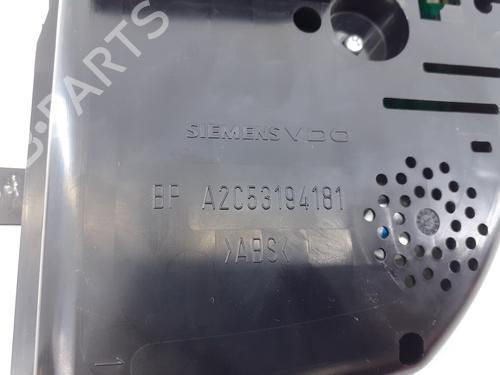 B-PARTS
SIEMENS VDO
BP A2C53194181
>ABS<